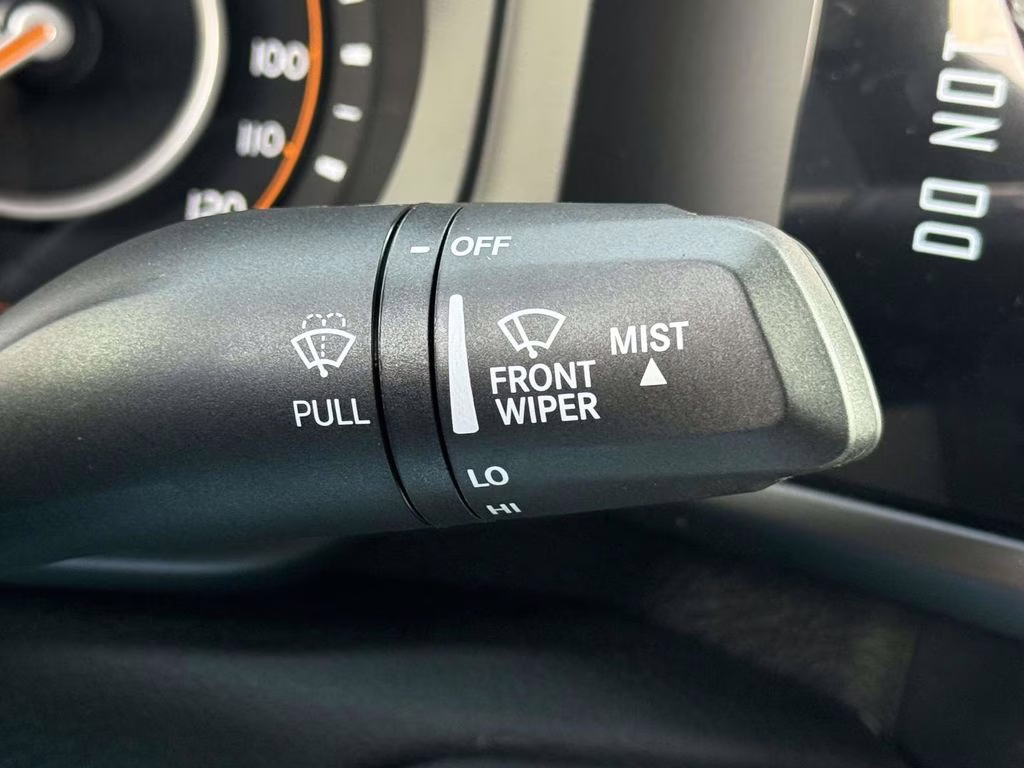 100
110
120
DO NOT
OFF
MIST
FRONT
WIPER
PULL
LO
HI